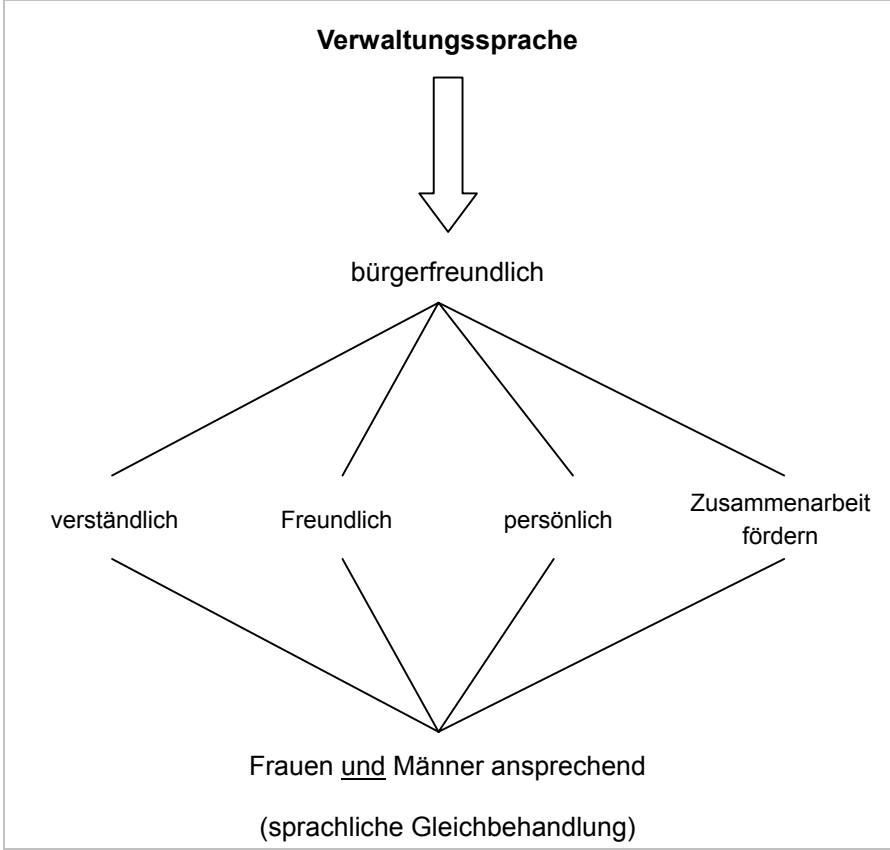 Verwaltungssprache
bürgerfreundlich
verständlich
Freundlich
persönlich
Zusammenarbeit
fördern
Frauen und Männer ansprechend
(sprachliche Gleichbehandlung)